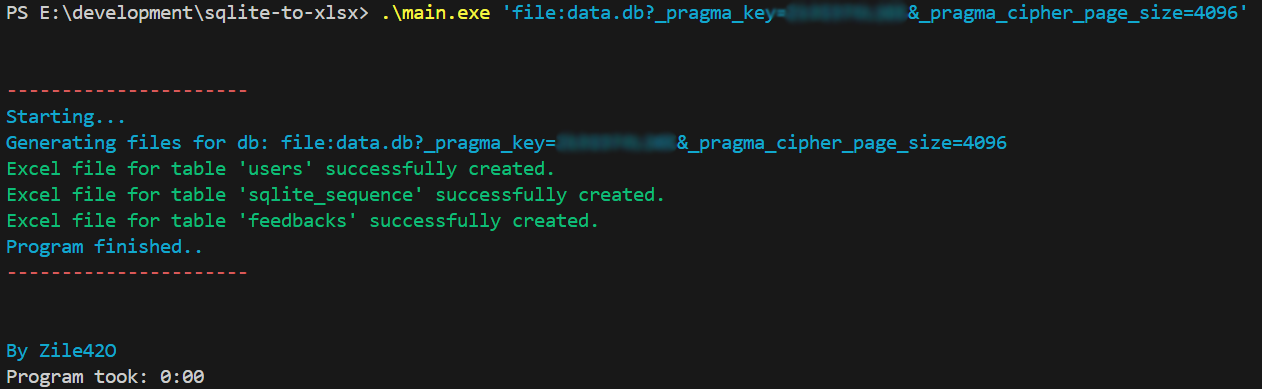 PS E:\development\sqlite-to-xlsx> .\main.exe 'file:data.db?_pragma_key=&_pragma_cipher_page_size=4096'
----------------------
Starting...
Generating files for db: file:data.db?_pragma_key=&_pragma_cipher_page_size=4096
Excel file for table 'users' successfully created.
Excel file for table 'sqlite_sequence' successfully created.
Excel file for table 'feedbacks' successfully created.
Program finished..
----------------------
By Zile42O
Program took: 0:00